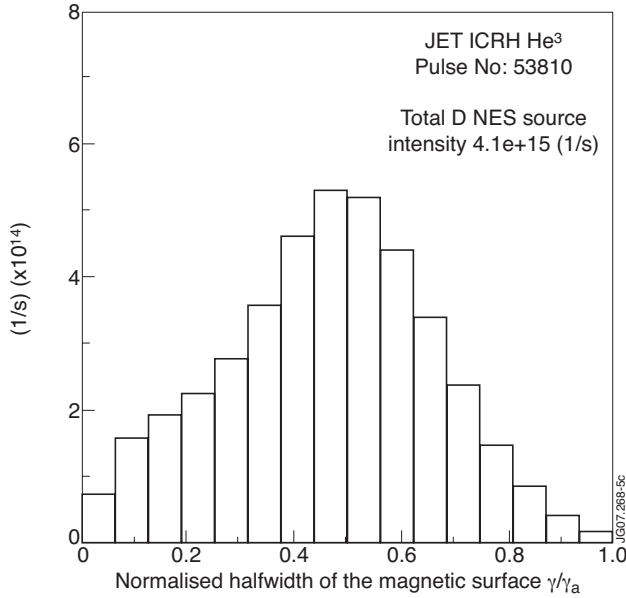 8
6
4
2
0
(1/s) (x10¹⁴)
JET ICRH He³
Pulse No: 53810
Total D NES source
intensity 4.1e+15 (1/s)
JG07.268-5c
0 0.2 0.4 0.6 0.8 1.0
Normalised halfwidth of the magnetic surface γ/γₐ